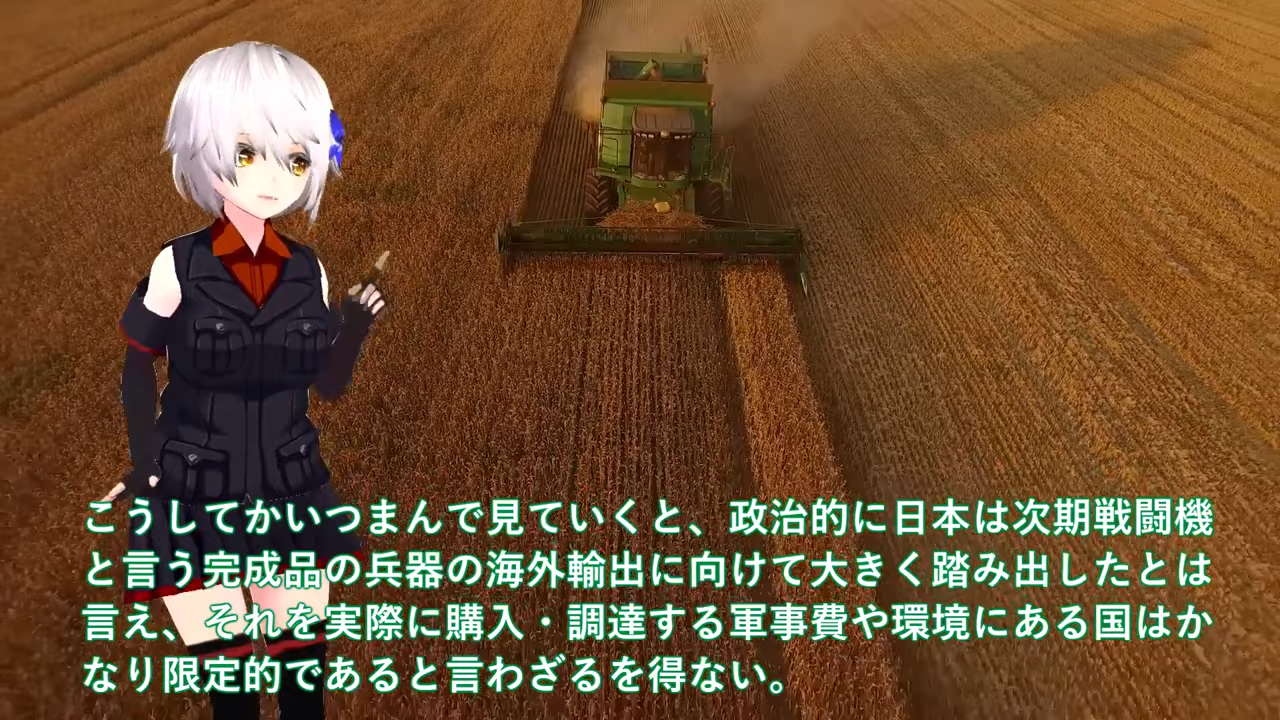 こうしてかいつまんで見ていくと、政治的に日本は次期戦闘機
と言う完成品の兵器の海外輸出に向けて大きく踏み出したとは
言え、それを実際に購入・調達する軍事費や環境にある国はか
なり限定的であると言わざるを得ない。